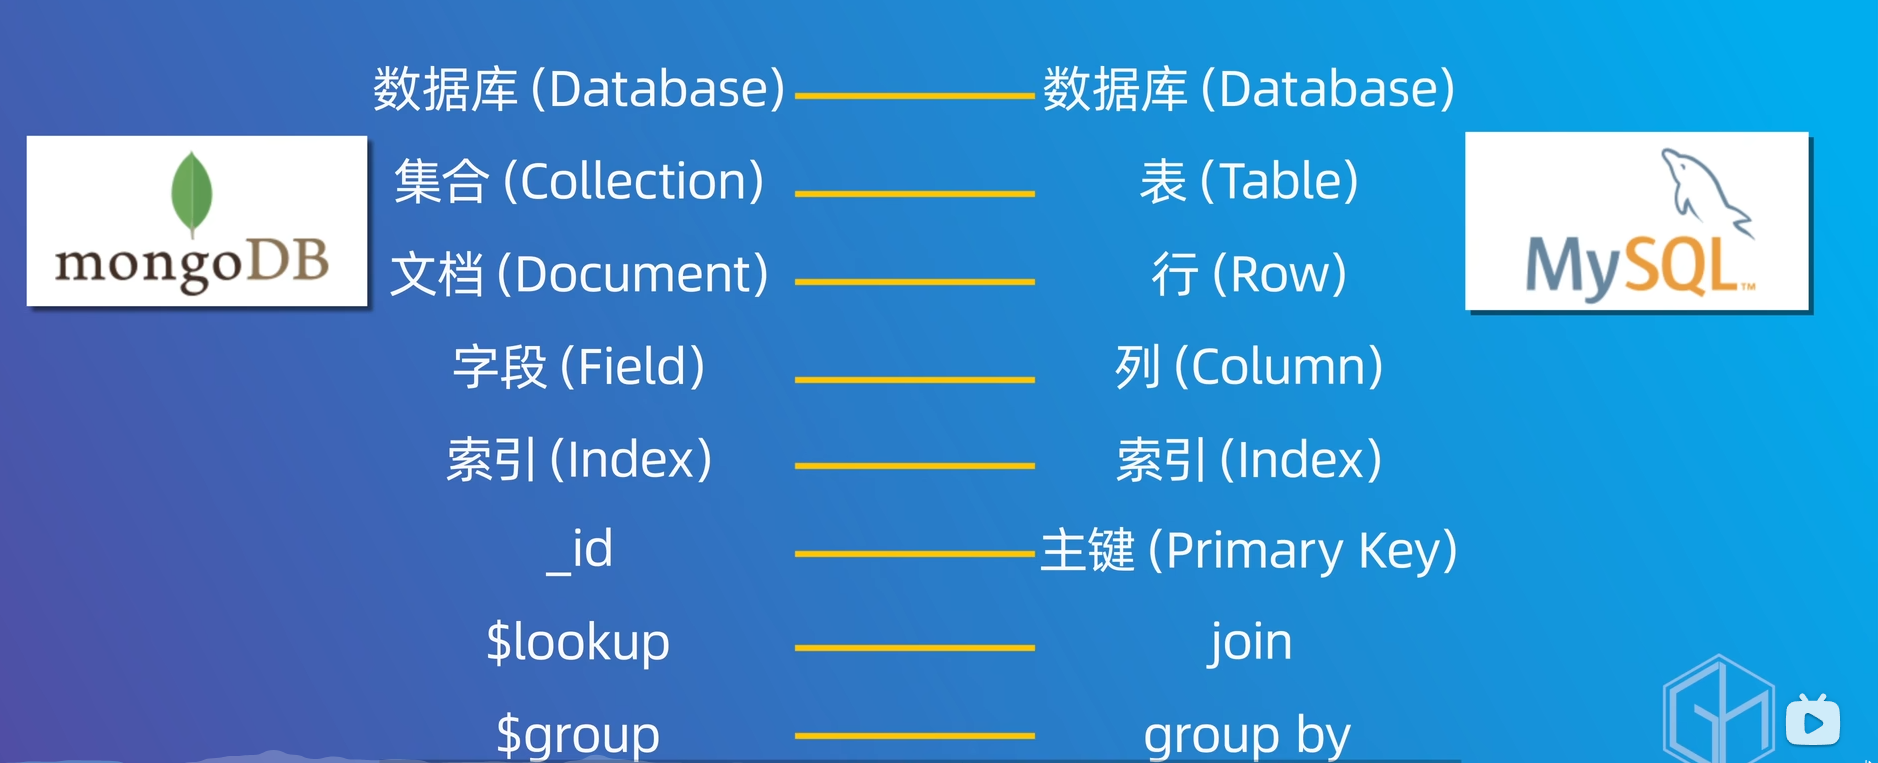 数据库 (Database) 数据库 (Database)
集合 (Collection) 表 (Table)
mongoDB
文档 (Document) 行 (Row)
MySQL™
字段 (Field) 列 (Column)
索引 (Index) 索引 (Index)
_id 主键 (Primary Key)
$lookup join
$group group by